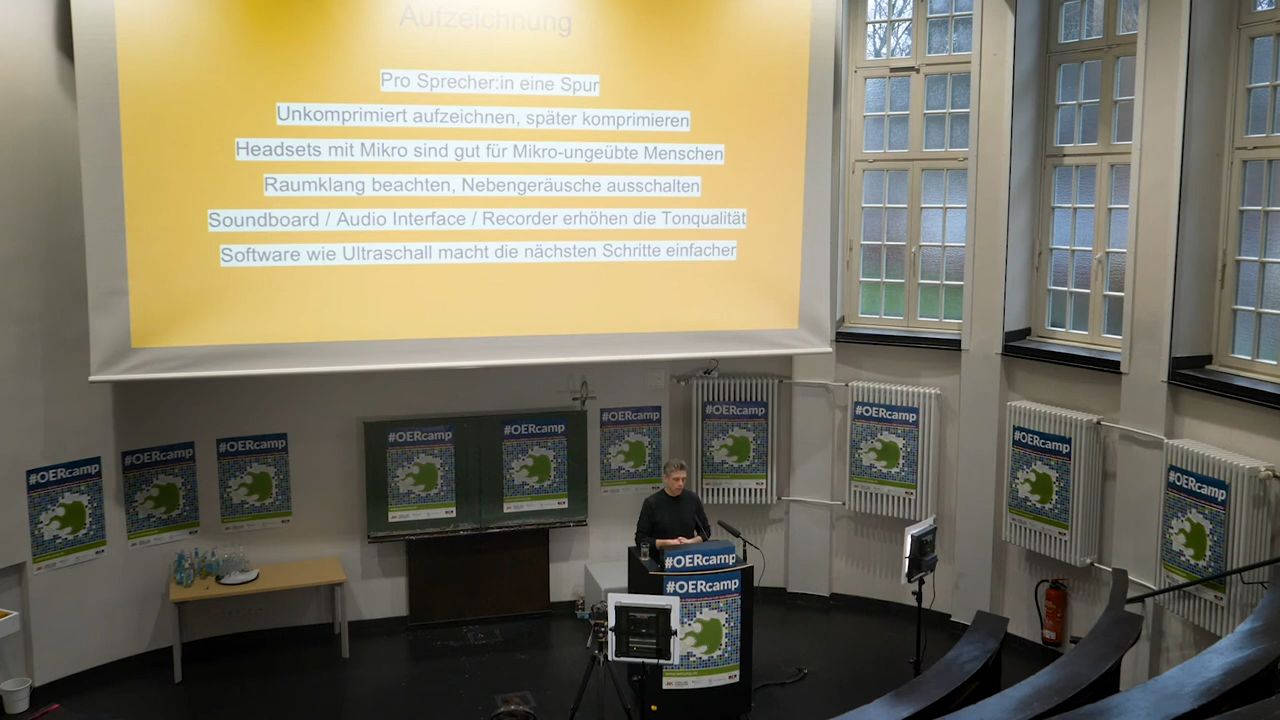 Aufzeichnung
Pro Sprecher:in eine Spur
Unkomprimiert aufzeichnen, später komprimieren
Headsets mit Mikro sind gut für Mikro-ungeübte Menschen
Raumklang beachten, Nebengeräusche ausschalten
Soundboard / Audio Interface / Recorder erhöhen die Tonqualität
Software wie Ultraschall macht die nächsten Schritte einfacher
#OERcamp
#OERcamp
#OERcamp
#OERcamp
#OERcamp
#OERcamp
#OERcamp
#OERcamp
#OERcamp
#OERcamp
#OERcamp
#OERcamp